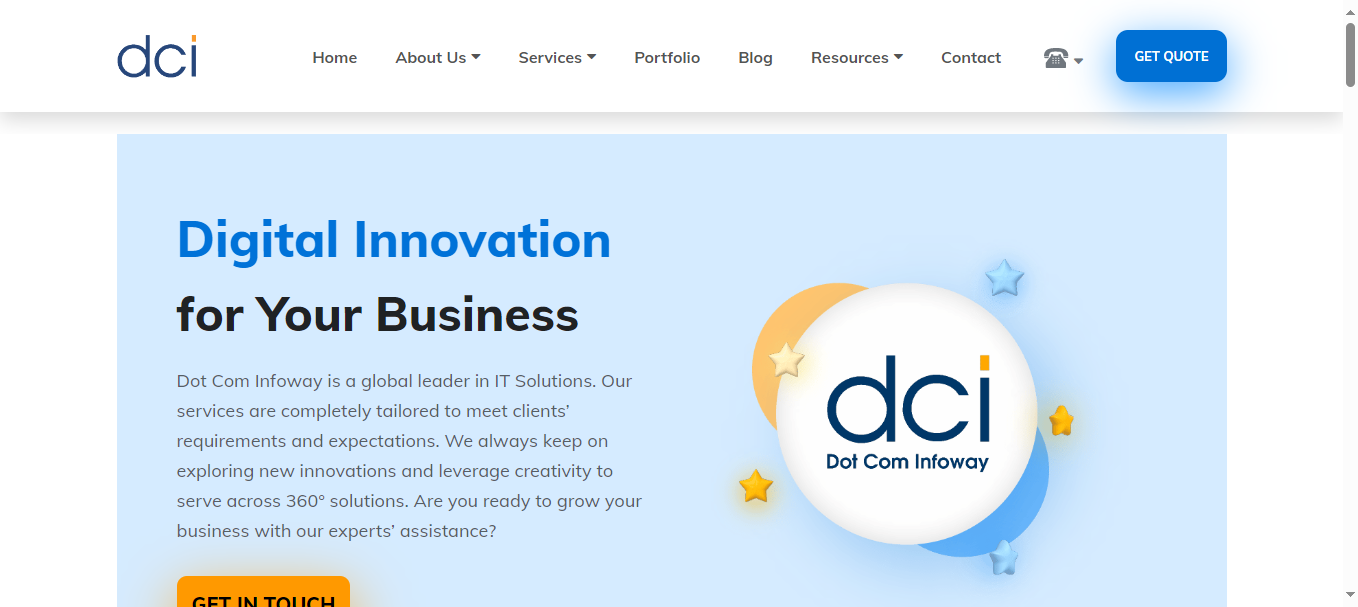 dci
Home About Us Services Portfolio Blog Resources Contact GET QUOTE
Digital Innovation
for Your Business
Dot Com Infoway is a global leader in IT Solutions. Our
services are completely tailored to meet clients’
requirements and expectations. We always keep on
exploring new innovations and leverage creativity to
serve across 360° solutions. Are you ready to grow your
business with our experts’ assistance?
GET IN TOUCH
dci
Dot Com Infoway